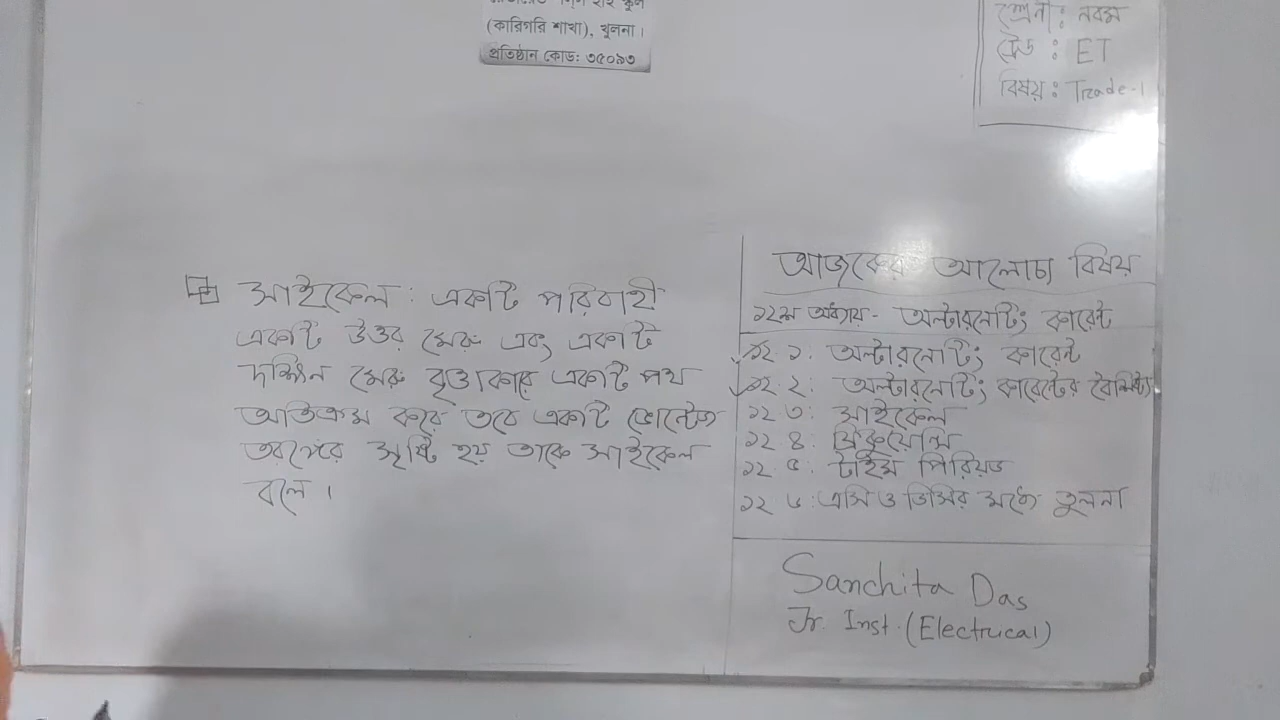 হাই স্কুল
(কারিগরি শাখা), খুলনা।
প্রতিষ্ঠান কোড: ৩৫০৯৩
শ্রেনী: নবম
ট্রেড : ET
বিষয়: Trade-1
সাইকেল : একটি পরিবাহী
একটি উত্তর মেরু এবং একটি
দক্ষিন মেরু বৃত্তাকারে একটি পথ
অতিক্রম করে তবে একটি ভোল্টেজ
তরঙ্গের সৃষ্টি হয় তাকে সাইকেল
বলে।
আজকের আলোচ্য বিষয়
১২শ অধ্যায় - অল্টারনেটিং কারেন্ট
১২.১: অল্টারনেটিং কারেন্ট
১২.২: অল্টারনেটিং কারেন্টের বৈশিষ্ট্য
১২.৩: সাইকেল
১২.৪: ফ্রিকুয়েন্সি
১২.৫: টাইম পিরিয়ড
১২.৬: এসি ও ডিসির মধ্যে তুলনা
Sanchita Das
Jr. Inst. (Electrical)